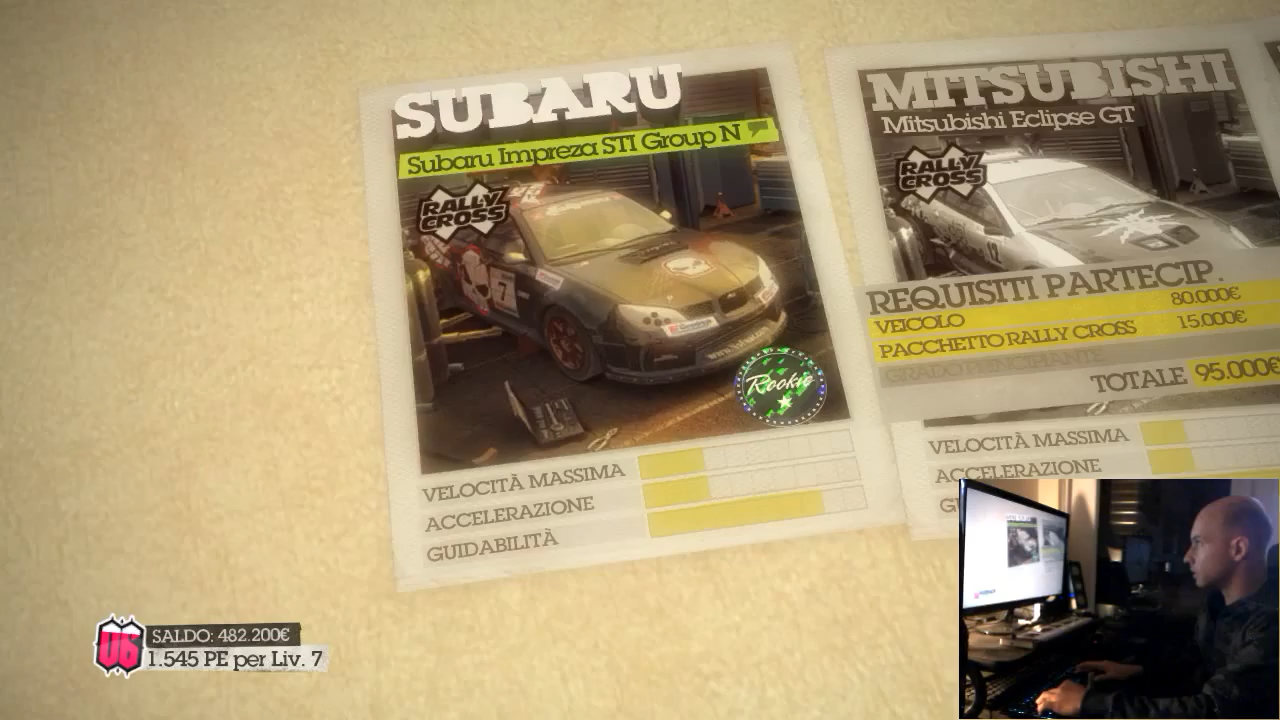 SUBARU
Subaru Impreza STI Group N
RALLY
CROSS
7
Rookie
VELOCITÀ MASSIMA
ACCELERAZIONE
GUIDABILITÀ
MITSUBISHI
Mitsubishi Eclipse GT
RALLY
CROSS
REQUISITI PARTECIP.
VEICOLO 80.000€
PACCHETTO RALLY CROSS 15.000€
GRADO PRINCIPIANTE
TOTALE 95.000€
VELOCITÀ MASSIMA
ACCELERAZIONE
U6
SALDO: 482.200€
1.545 PE per Liv. 7